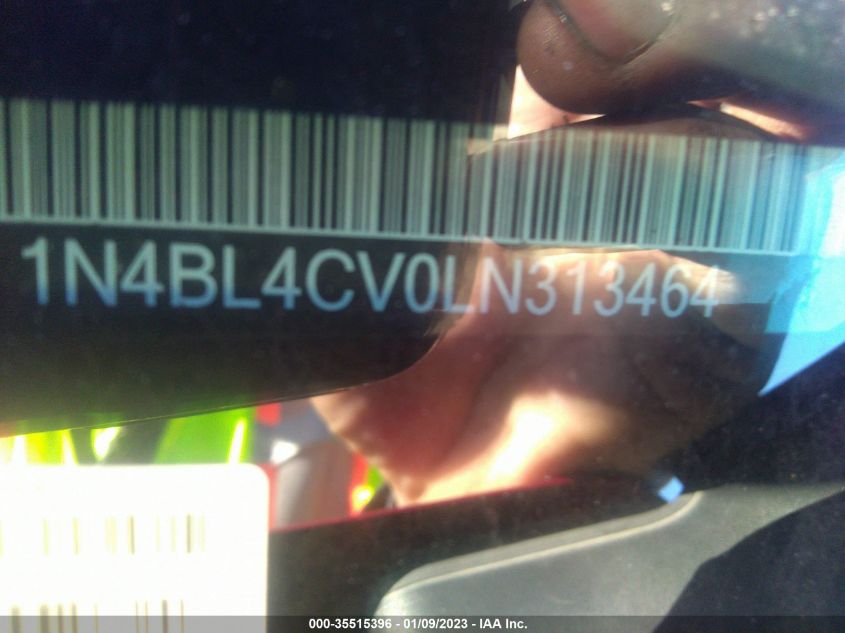 1N4BL4CV0LN313464
000-35515396 - 01/09/2023 - IAA Inc.